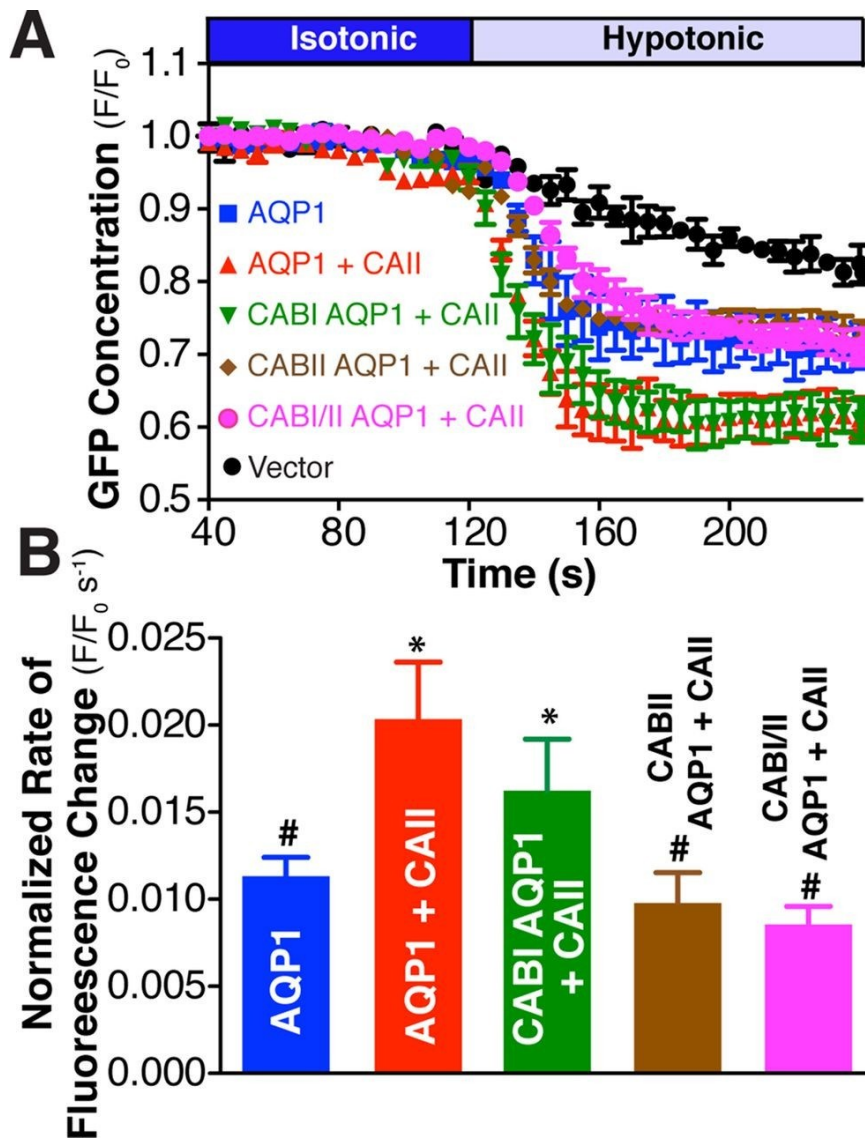 A
Isotonic
Hypotonic
GFP Concentration (F/F₀)
1.1
1.0
0.9
0.8
0.7
0.6
0.5
AQP1
AQP1 + CAII
CABI AQP1 + CAII
CABII AQP1 + CAII
CABI/II AQP1 + CAII
Vector
40
80
120
160
200
Time (s)
B
Normalized Rate of
Fluoreescence Change (F/F₀ s⁻¹)
0.025
0.020
0.015
0.010
0.005
0.000
#
AQP1
*
AQP1 + CAII
*
CABI AQP1
+ CAII
CABII
AQP1 + CAII
#
CABI/II
AQP1 + CAII
#